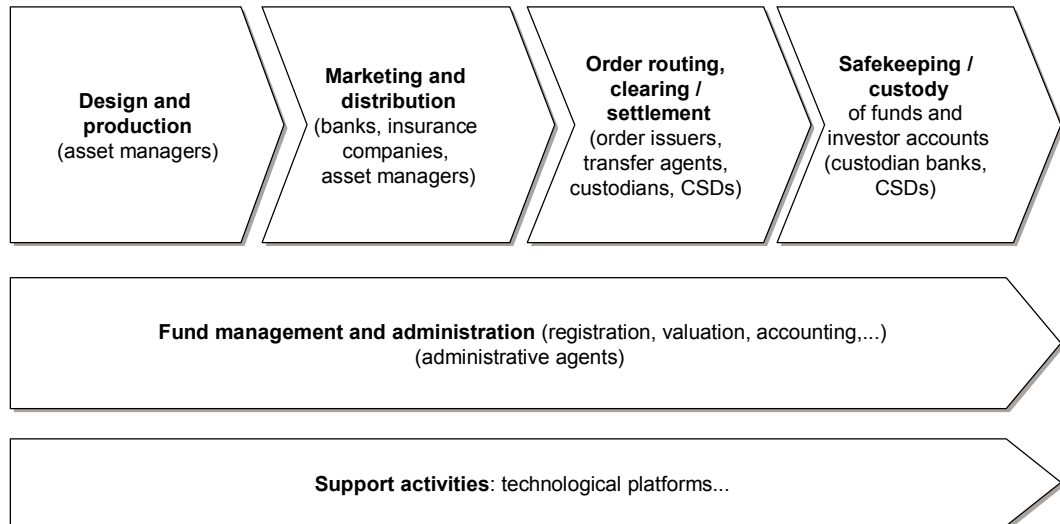 Design and
production
(asset managers)
Marketing and
distribution
(banks, insurance
companies,
asset managers)
Order routing,
clearing /
settlement
(order issuers,
transfer agents,
custodians, CSDs)
Safekeeping /
custody
of funds and
investor accounts
(custodian banks,
CSDs)
Fund management and administration (registration, valuation, accounting,...)
(administrative agents)
Support activities: technological platforms...